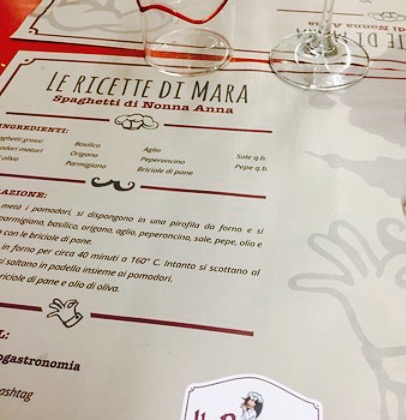 LE RICETTE DI MARA
Spaghetti di Nonna Anna
INGREDIENTI:
Basilico
Aglio
Sale q.b.
Origano
Peperoncino
Pepe q.b.
Parmigiano
Briciole di pane
olivo
AZIONE:
metà i pomodori, si dispongono in una pirofila da forno e si
parmigiano, basilico, origano, aglio, peperoncino, sale, pepe, olio e
con le briciole di pane.
in forno per circa 40 minuti a 160° C. Intanto si scottano al
si saltano in padella insieme ai pomodori.
briciole di pane e olio di oliva.
ogastronomia
ashtag